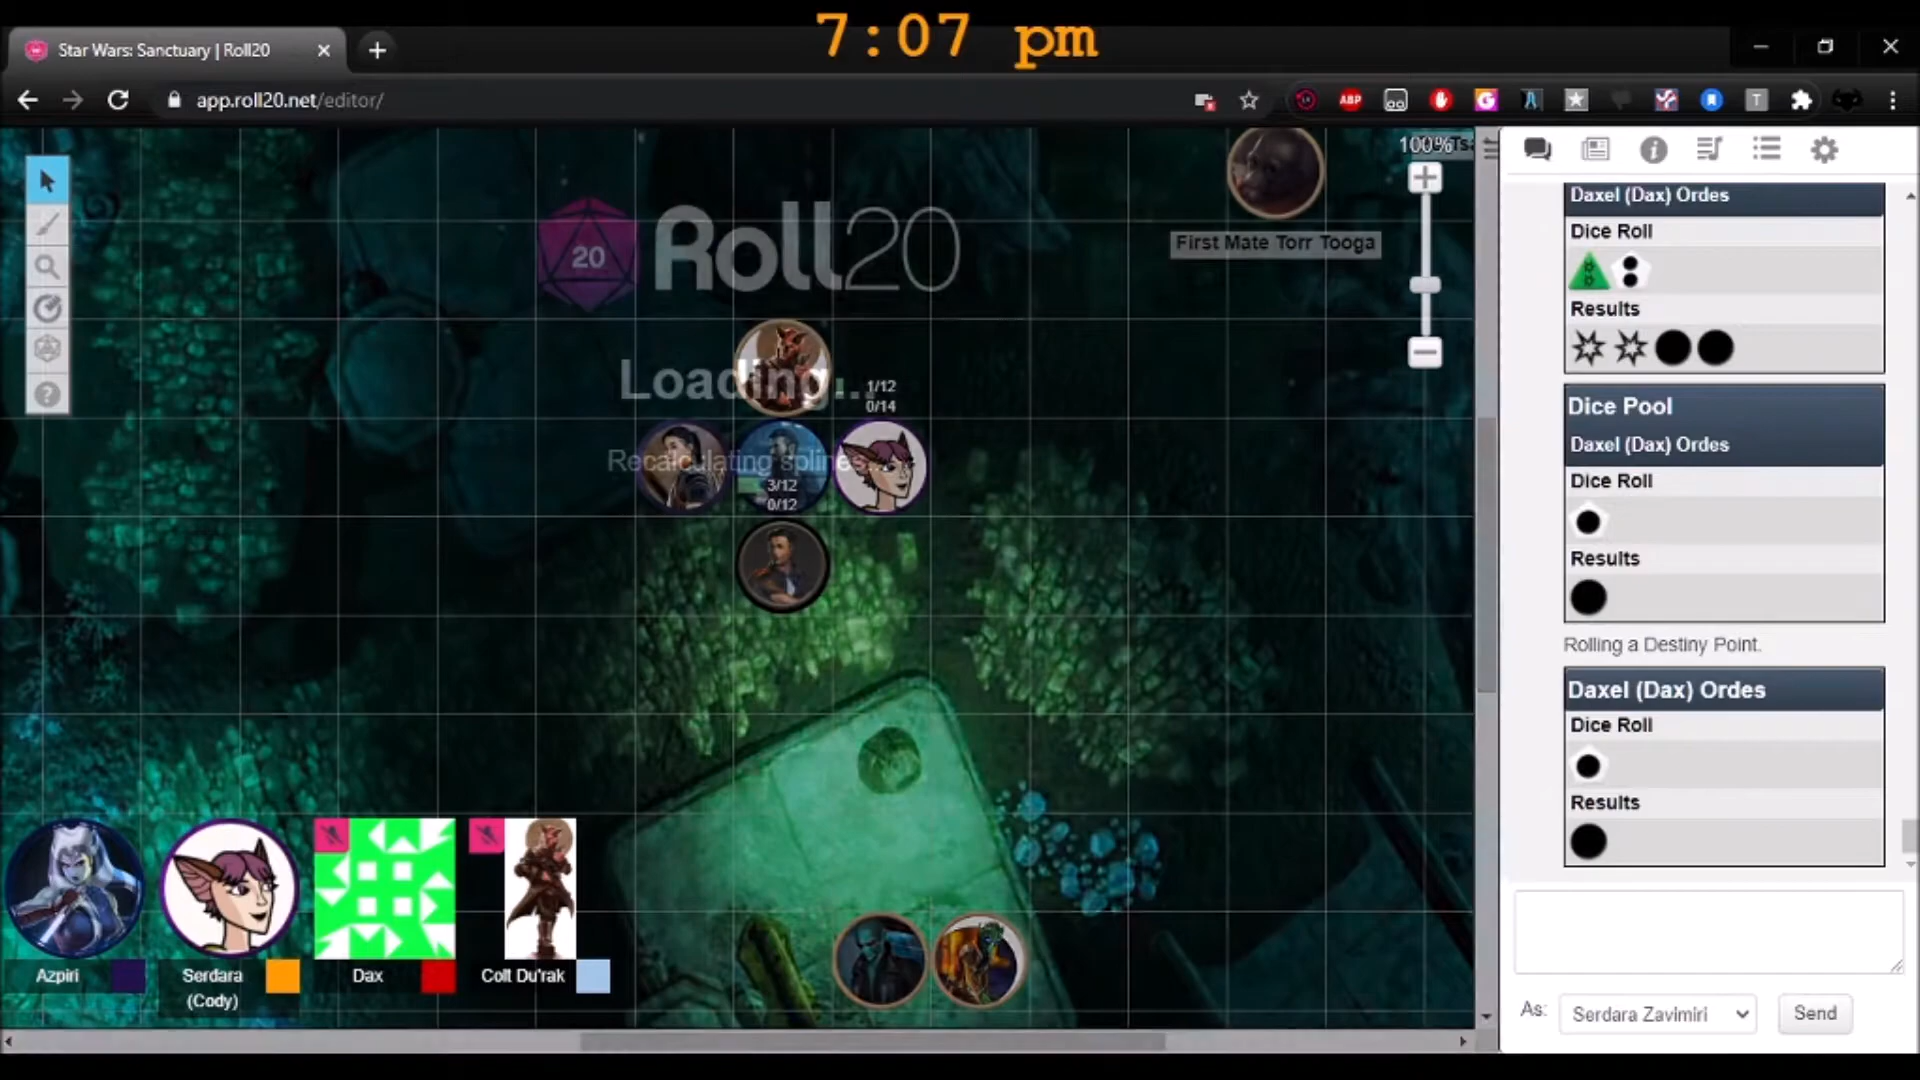 7:07 pm
Star Wars: Sanctuary | Roll20
app.roll20.net/editor/
ABP
T
100%
First Mate Torr Tooga
20
Roll20
Loading...
1/12
0/14
Recalculating spline
3/12
0/12
Azpiri
Serdara
(Cody)
Dax
Colt Du'rak
Daxel (Dax) Ordes
Dice Roll
Results
Dice Pool
Daxel (Dax) Ordes
Dice Roll
Results
Rolling a Destiny Point.
Daxel (Dax) Ordes
Dice Roll
Results
As:
Serdara Zavimiri
Send